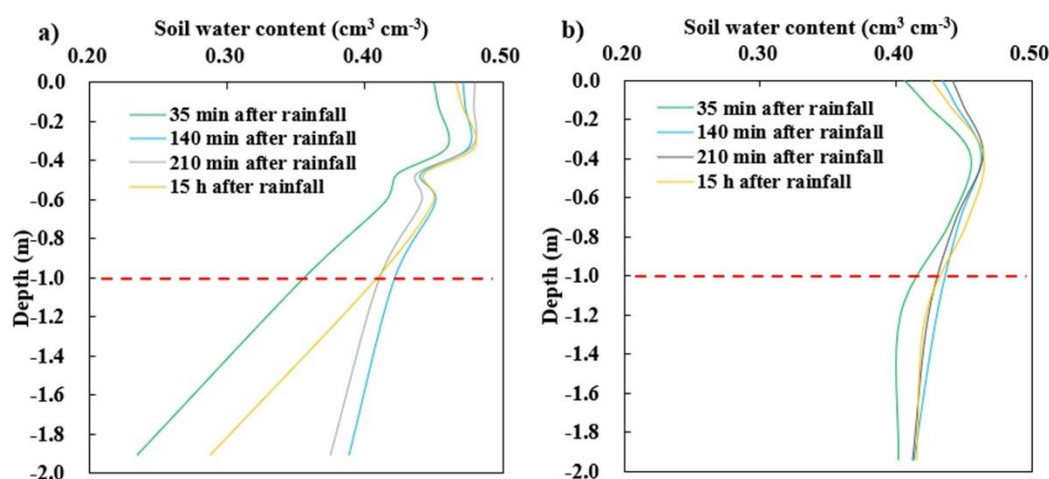 a) Soil water content (cm³ cm⁻³)
0.20 0.30 0.40 0.50
0.0
-0.2
-0.4
-0.6
-0.8
-1.0
-1.2
-1.4
-1.6
-1.8
-2.0
Depth (m)
35 min after rainfall
140 min after rainfall
210 min after rainfall
15 h after rainfall
b) Soil water content (cm³ cm⁻³)
0.20 0.30 0.40 0.50
0.0
-0.2
-0.4
-0.6
-0.8
-1.0
-1.2
-1.4
-1.6
-1.8
-2.0
Depth (m)
35 min after rainfall
140 min after rainfall
210 min after rainfall
15 h after rainfall